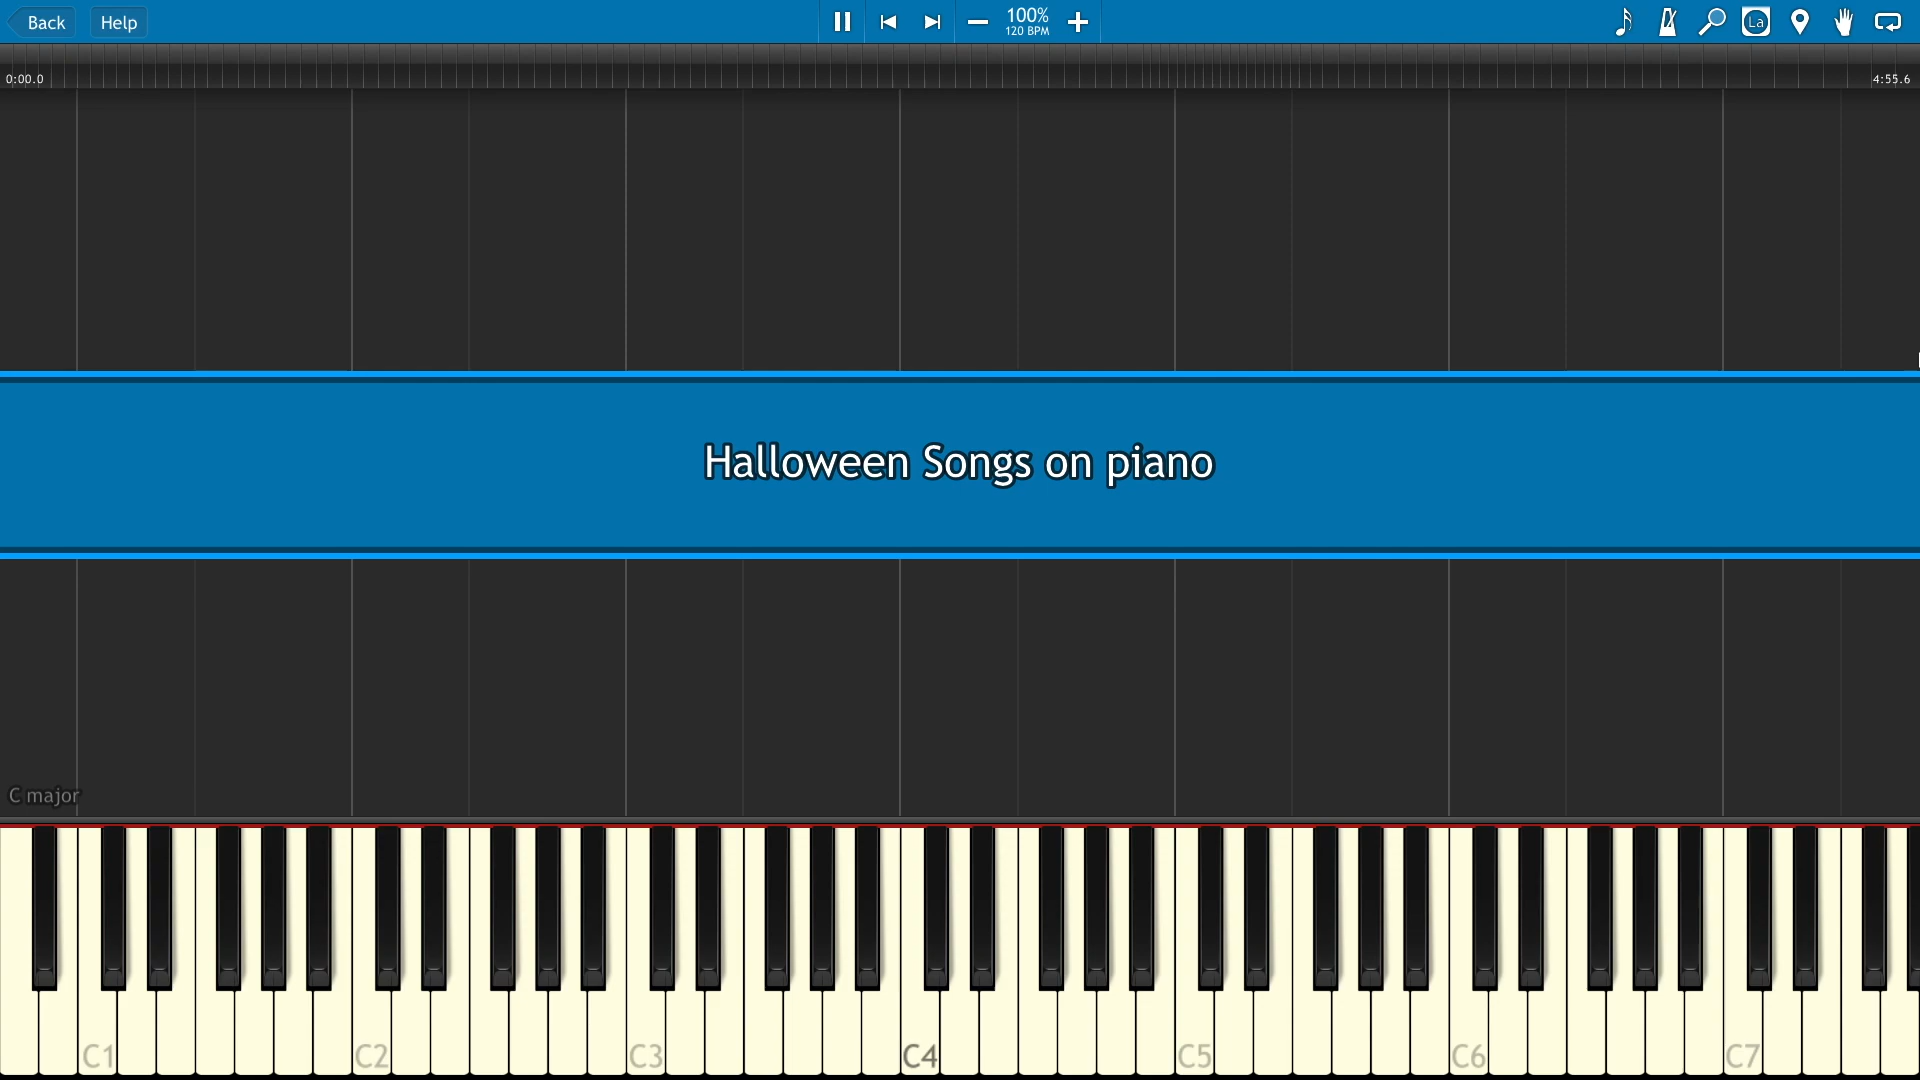 Back
Help
100%
120 BPM
La
0:00.0
4:55.6
Halloween Songs on piano
C major
C1
C2
C3
C4
C5
C6
C7